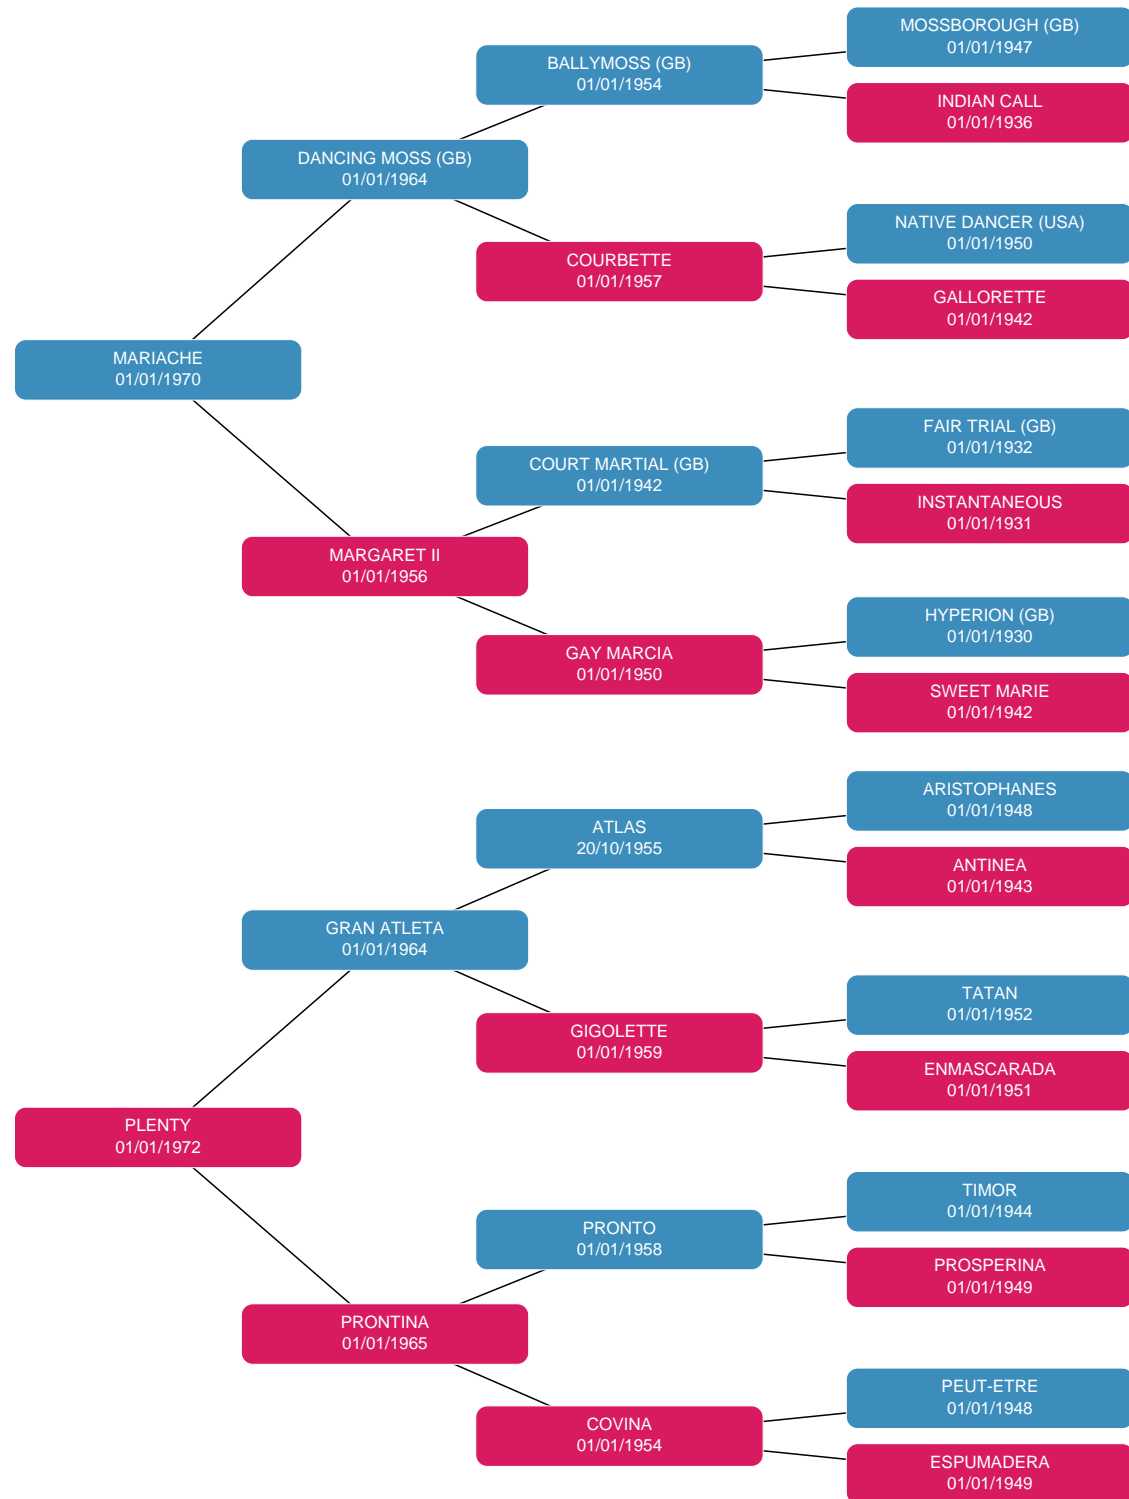 MOSSBOROUGH (GB)
01/01/1947
BALLYMOSS (GB)
01/01/1954
INDIAN CALL
01/01/1936
DANCING MOSS (GB)
01/01/1964
NATIVE DANCER (USA)
01/01/1950
COURBETTE
01/01/1957
GALLORETTE
01/01/1942
MARIACHE
01/01/1970
FAIR TRIAL (GB)
01/01/1932
COURT MARTIAL (GB)
01/01/1942
INSTANTANEOUS
01/01/1931
MARGARET II
01/01/1956
HYPERION (GB)
01/01/1930
GAY MARCIA
01/01/1950
SWEET MARIE
01/01/1942
ARISTOPHANES
01/01/1948
ATLAS
20/10/1955
ANTINEA
01/01/1943
GRAN ATLETA
01/01/1964
TATAN
01/01/1952
GIGOLETTE
01/01/1959
ENMASCARADA
01/01/1951
PLENTY
01/01/1972
TIMOR
01/01/1944
PRONTO
01/01/1958
PROSPERINA
01/01/1949
PRONTINA
01/01/1965
PEUT-ETRE
01/01/1948
COVINA
01/01/1954
ESPUMADERA
01/01/1949